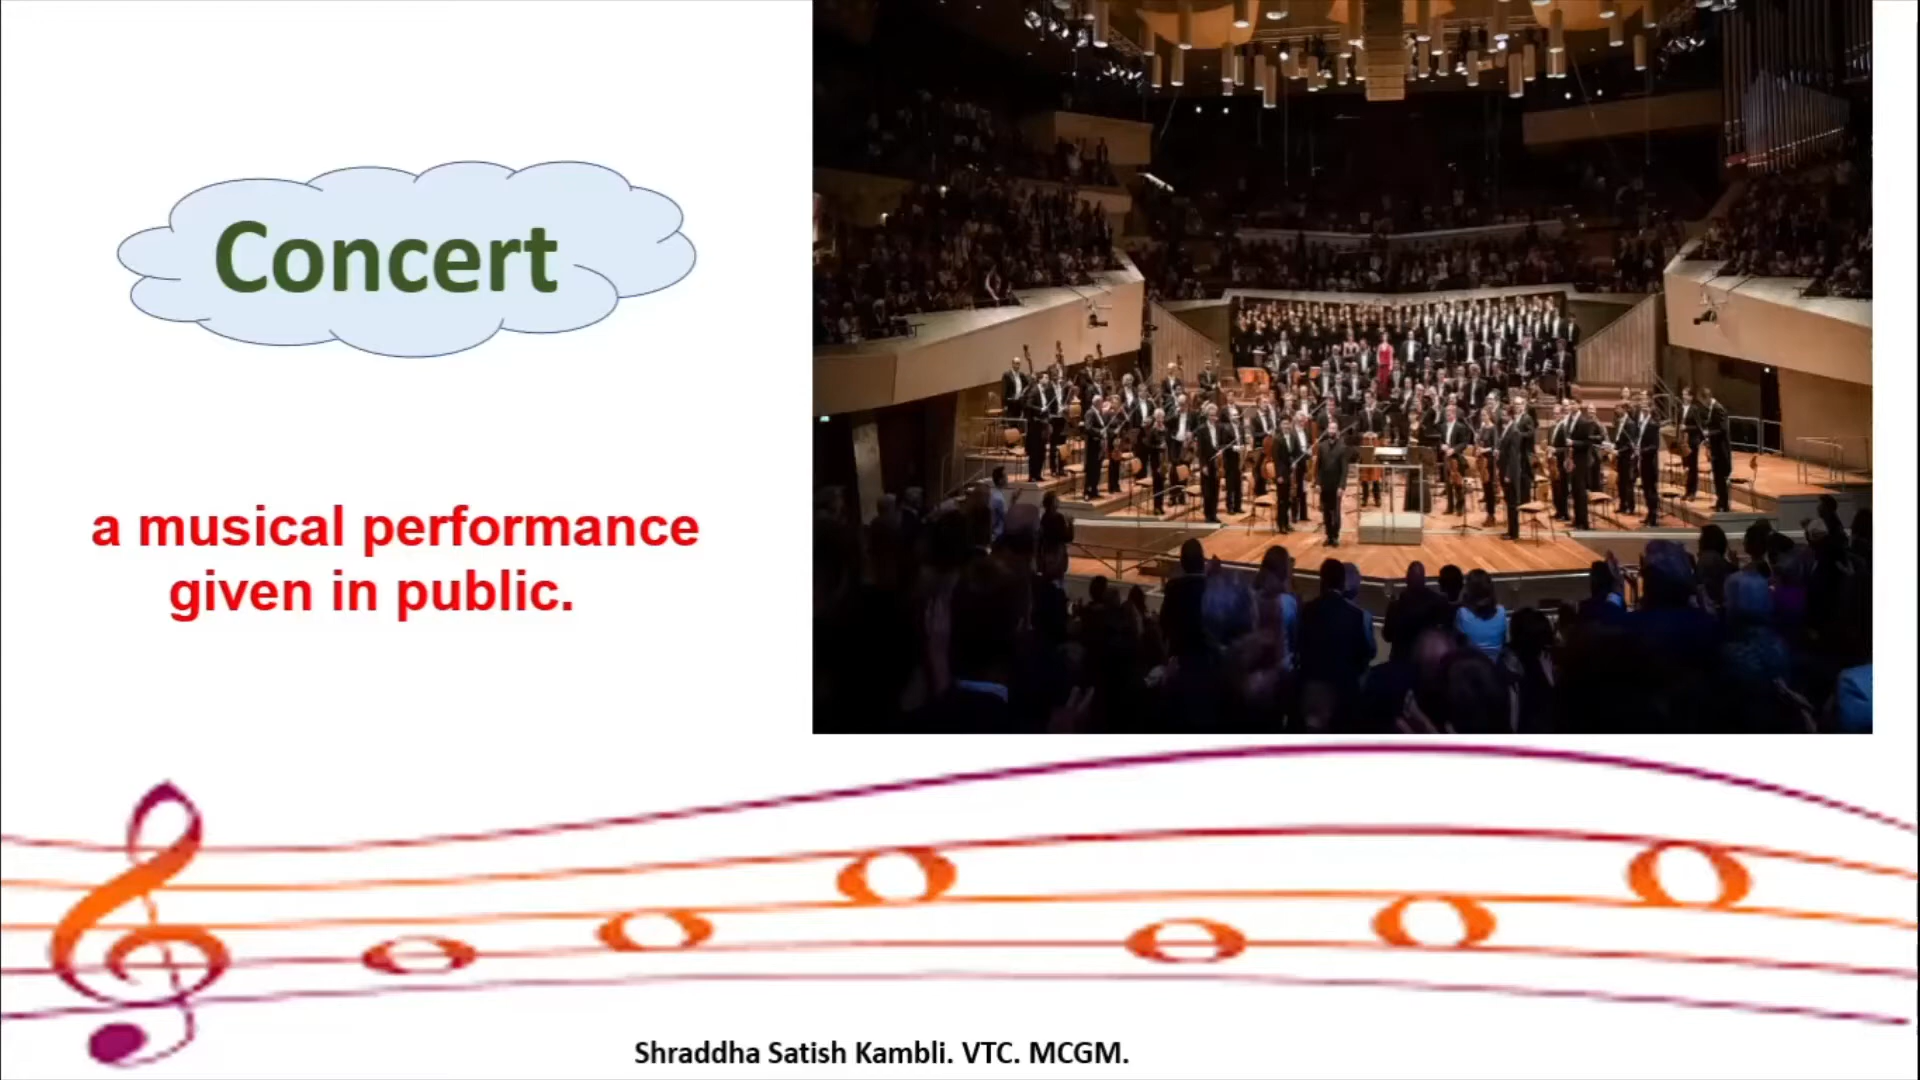 Concert
a musical performance
given in public.
Shraddha Satish Kambli. VTC. MCGM.